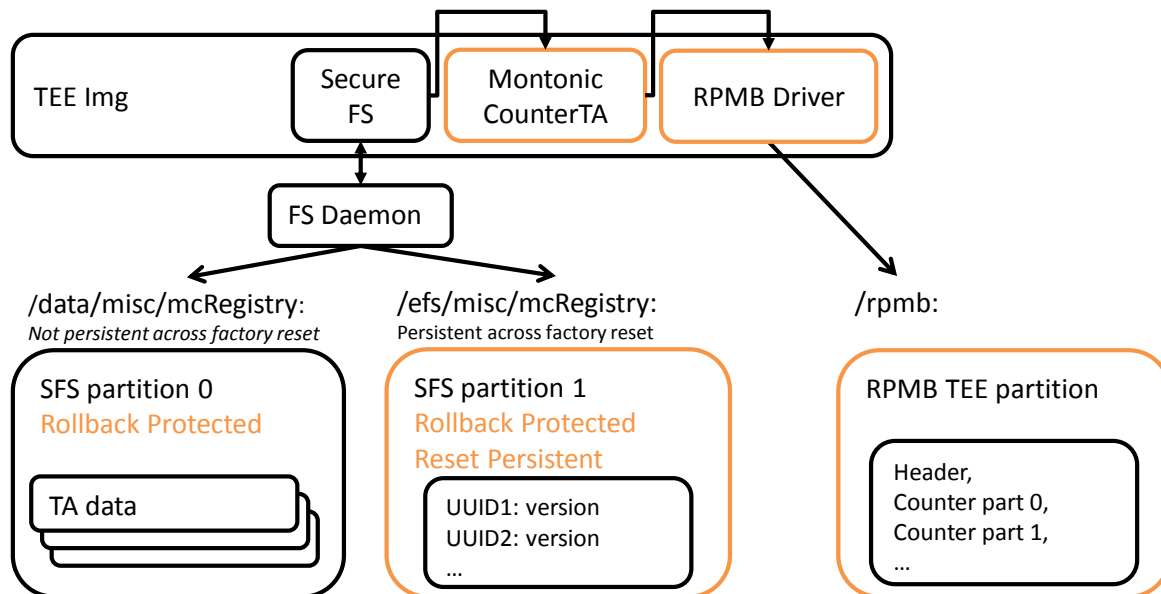 TEE Img
Secure
FS
Montonic
CounterTA
RPMB Driver
FS Daemon
/data/misc/mcRegistry:
Not persistent across factory reset
/efs/misc/mcRegistry:
Persistent across factory reset
/rpmb:
SFS partition 0
Rollback Protected
TA data
SFS partition 1
Rollback Protected
Reset Persistent
UUID1: version
UUID2: version
...
RPMB TEE partition
Header,
Counter part 0,
Counter part 1,
...